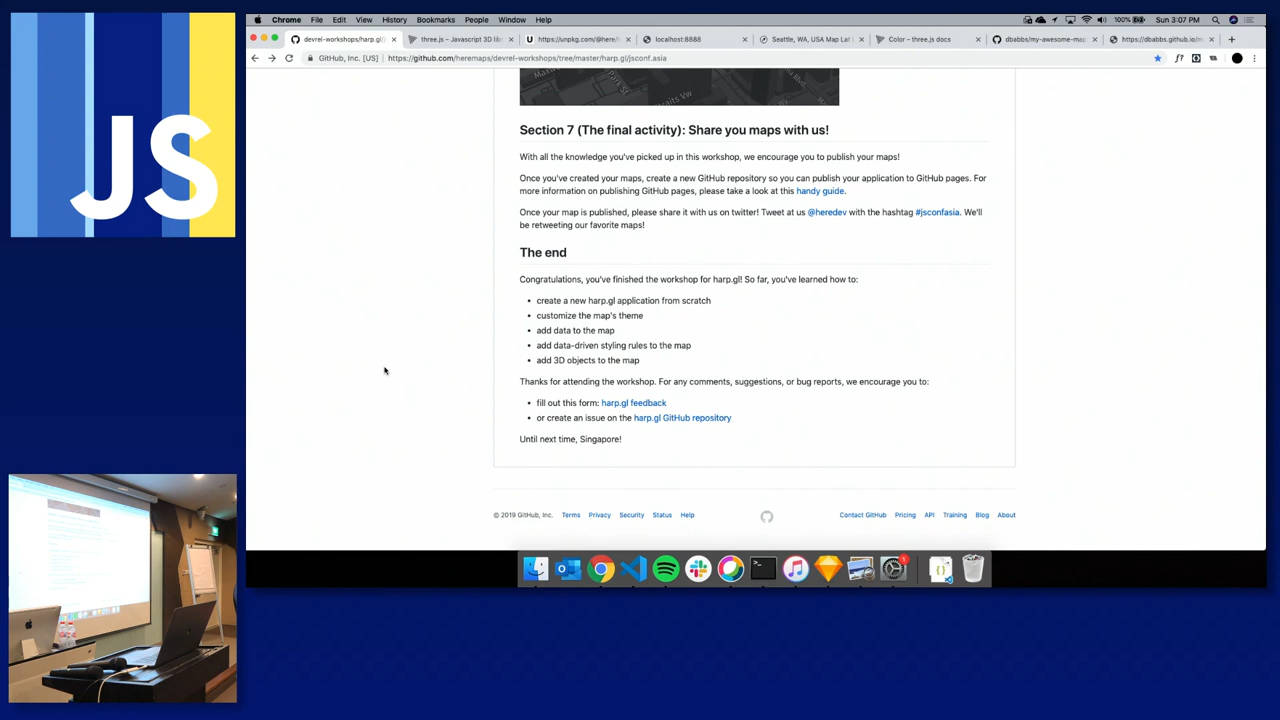 JS
Chrome File Edit View History Bookmarks People Window Help
100% Sun 3:07 PM
devrel-workshops/harp.gl/j
three.js – Javascript 3D libr
https://unpkg.com/@here/h
localhost:8888
Seattle, WA, USA Map Lat L
Color – three.js docs
dbabbs/my-awesome-map
https://dbabbs.github.io/m
GitHub, Inc. [US] https://github.com/heremaps/devrel-workshops/tree/master/harp.gl/jsconf.asia
Park St
Straits Vw
Section 7 (The final activity): Share you maps with us!
With all the knowledge you've picked up in this workshop, we encourage you to publish your maps!
Once you've created your maps, create a new GitHub repository so you can publish your application to GitHub pages. For
more information on publishing GitHub pages, please take a look at this handy guide.
Once your map is published, please share it with us on twitter! Tweet at us @heredev with the hashtag #jsconfasia. We'll
be retweeting our favorite maps!
The end
Congratulations, you've finished the workshop for harp.gl! So far, you've learned how to:
• create a new harp.gl application from scratch
• customize the map's theme
• add data to the map
• add data-driven styling rules to the map
• add 3D objects to the map
Thanks for attending the workshop. For any comments, suggestions, or bug reports, we encourage you to:
• fill out this form: harp.gl feedback
• or create an issue on the harp.gl GitHub repository
Until next time, Singapore!
© 2019 GitHub, Inc. Terms Privacy Security Status Help
Contact GitHub Pricing API Training Blog About
1